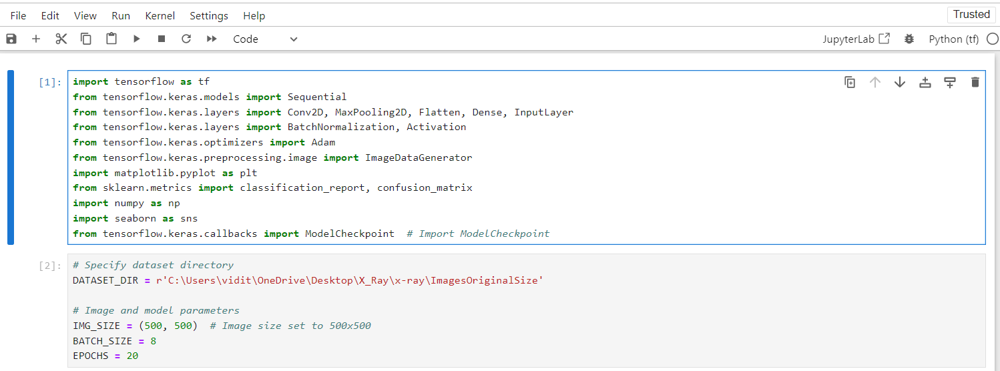 File Edit View Run Kernel Settings Help
Trusted
Code
JupyterLab
Python (tf)
[1]:
import tensorflow as tf
from tensorflow.keras.models import Sequential
from tensorflow.keras.layers import Conv2D, MaxPooling2D, Flatten, Dense, InputLayer
from tensorflow.keras.layers import BatchNormalization, Activation
from tensorflow.keras.optimizers import Adam
from tensorflow.keras.preprocessing.image import ImageDataGenerator
import matplotlib.pyplot as plt
from sklearn.metrics import classification_report, confusion_matrix
import numpy as np
import seaborn as sns
from tensorflow.keras.callbacks import ModelCheckpoint  # Import ModelCheckpoint
[2]:
# Specify dataset directory
DATASET_DIR = r'C:\Users\vidit\OneDrive\Desktop\X_Ray\x-ray\ImagesOriginalSize'
# Image and model parameters
IMG_SIZE = (500, 500)  # Image size set to 500x500
BATCH_SIZE = 8
EPOCHS = 20